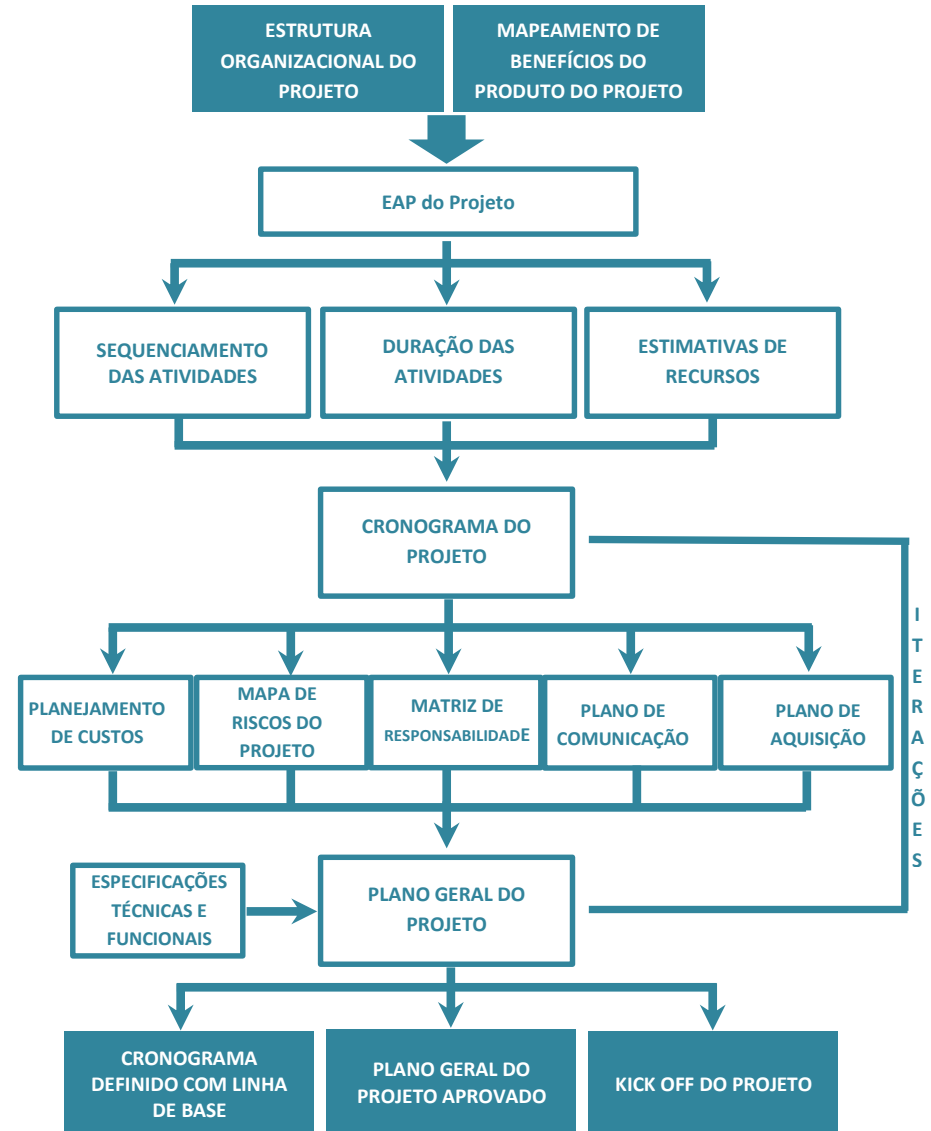 ESTRUTURA
ORGANIZACIONAL DO
PROJETO
MAPEAMENTO DE
BENEFÍCIOS DO
PRODUTO DO PROJETO
EAP do Projeto
SEQUENCIAMENTO
DAS ATIVIDADES
DURAÇÃO DAS
ATIVIDADES
ESTIMATIVAS DE
RECURSOS
CRONOGRAMA DO
PROJETO
PLANEJAMENTO
DE CUSTOS
MAPA DE
RISCOS DO
PROJETO
MATRIZ DE
RESPONSABILIDADE
PLANO DE
COMUNICAÇÃO
PLANO DE
AQUISIÇÃO
I
T
E
R
A
Ç
Õ
E
S
ESPECIFICAÇÕES
TÉCNICAS E
FUNCIONAIS
PLANO GERAL DO
PROJETO
CRONOGRAMA
DEFINIDO COM LINHA
DE BASE
PLANO GERAL DO
PROJETO APROVADO
KICK OFF DO PROJETO